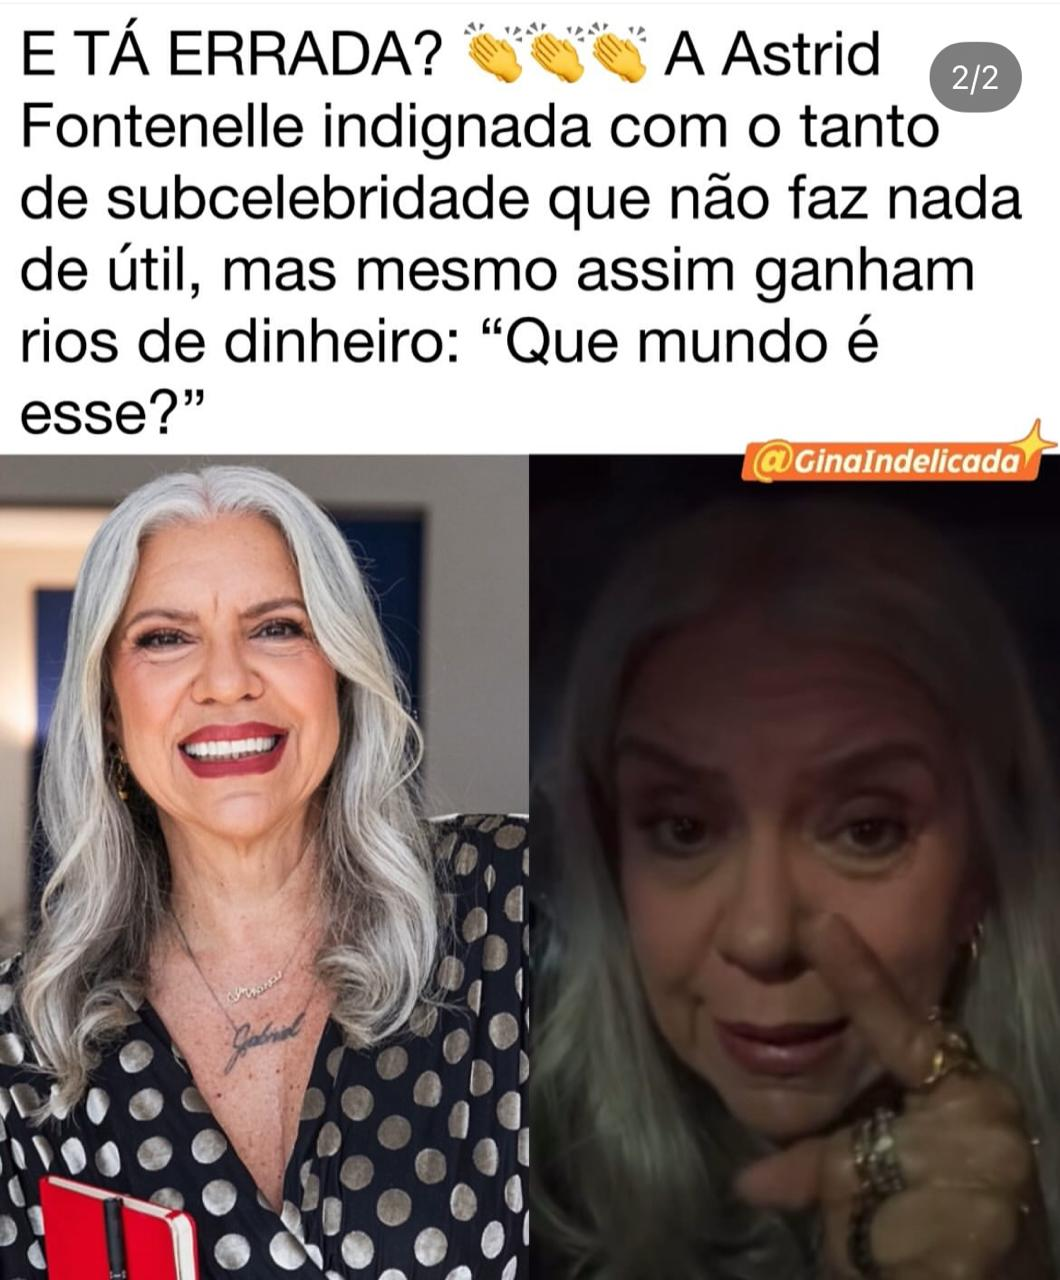 E TÁ ERRADA? 👏👏👏 A Astrid
2/2
Fontenelle indignada com o tanto
de subcelebridade que não faz nada
de útil, mas mesmo assim ganham
rios de dinheiro: “Que mundo é
esse?”
@GinaIndelicada
Gabriel